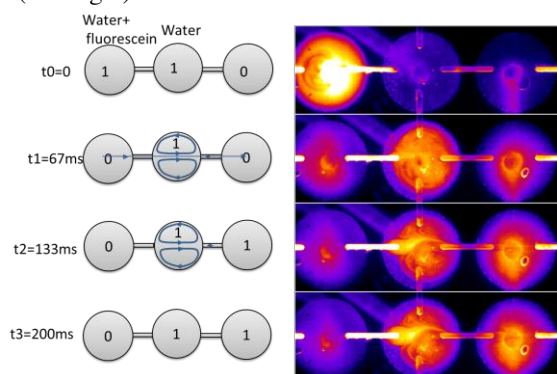 Water+
fluorescein Water
t0=0 1 1 0
t1=67ms 0 1 0
t2=133ms 0 1 1
t3=200ms 0 1 1